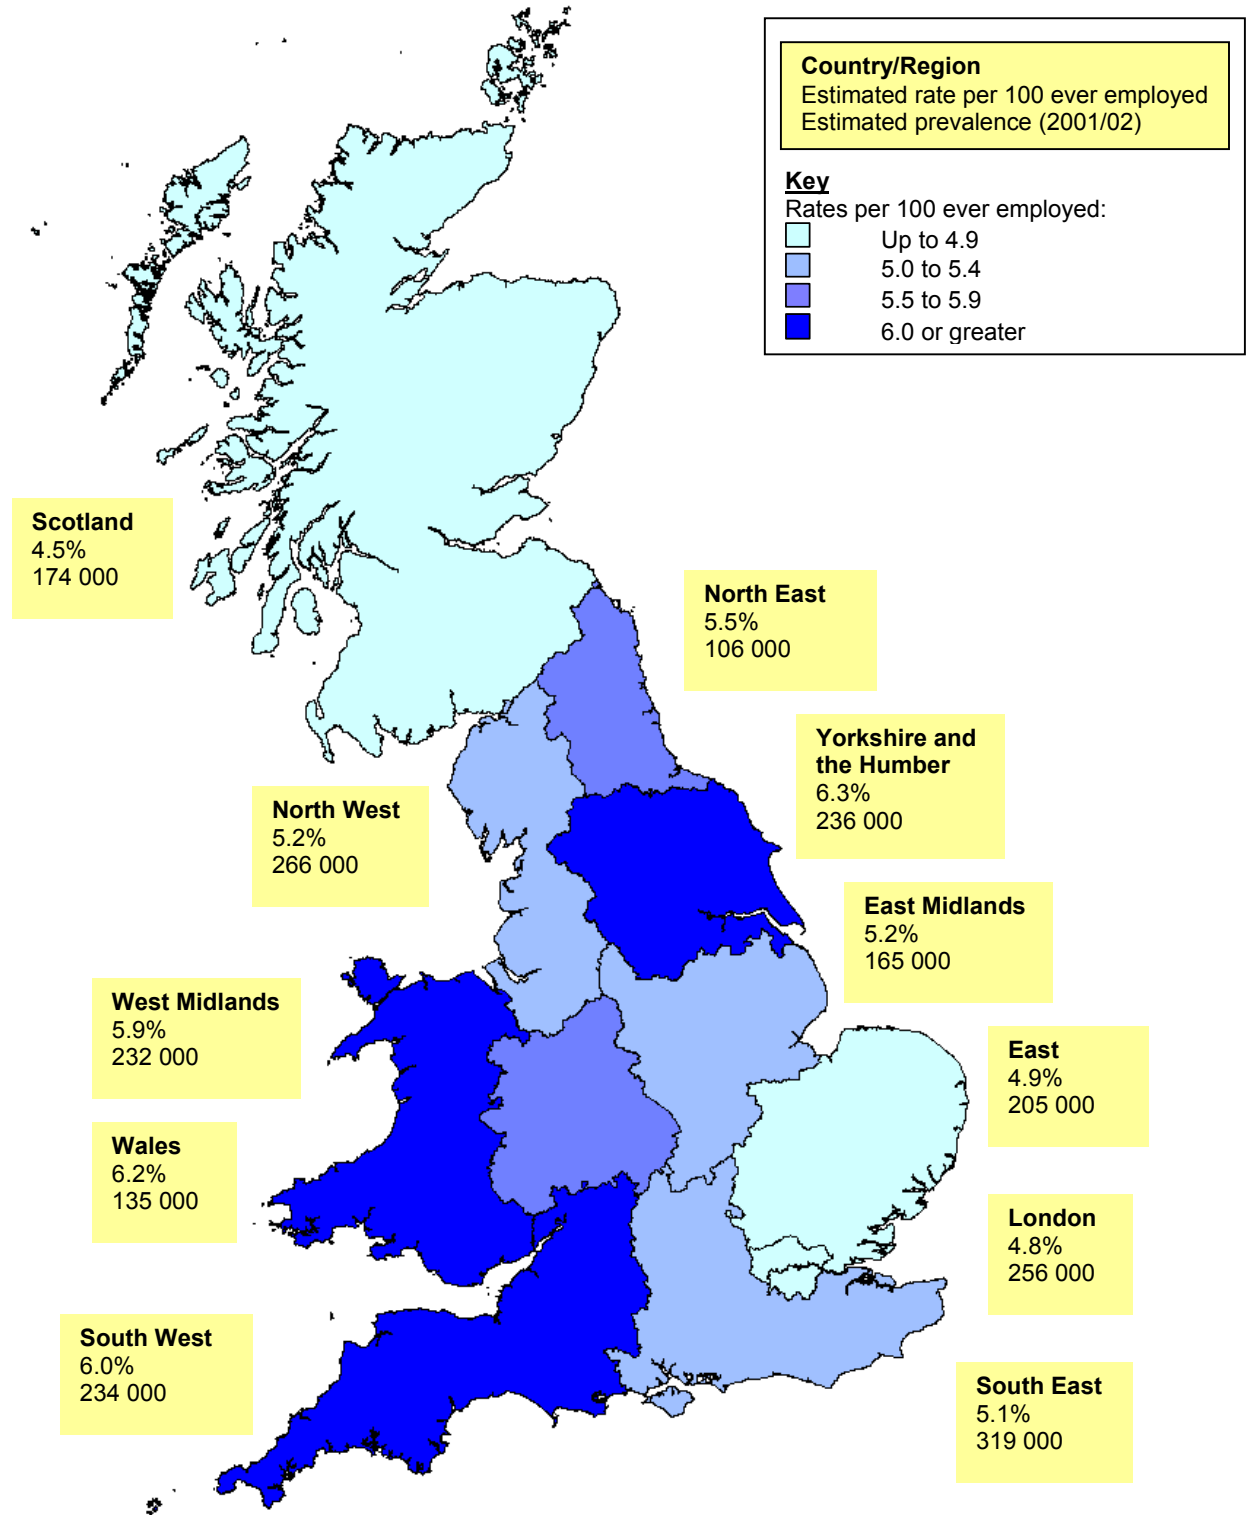 Country/Region
Estimated rate per 100 ever employed
Estimated prevalence (2001/02)
Key
Rates per 100 ever employed:
Up to 4.9
5.0 to 5.4
5.5 to 5.9
6.0 or greater
Scotland
4.5%
174 000
North East
5.5%
106 000
Yorkshire and
the Humber
6.3%
236 000
North West
5.2%
266 000
East Midlands
5.2%
165 000
West Midlands
5.9%
232 000
East
4.9%
205 000
Wales
6.2%
135 000
London
4.8%
256 000
South West
6.0%
234 000
South East
5.1%
319 000